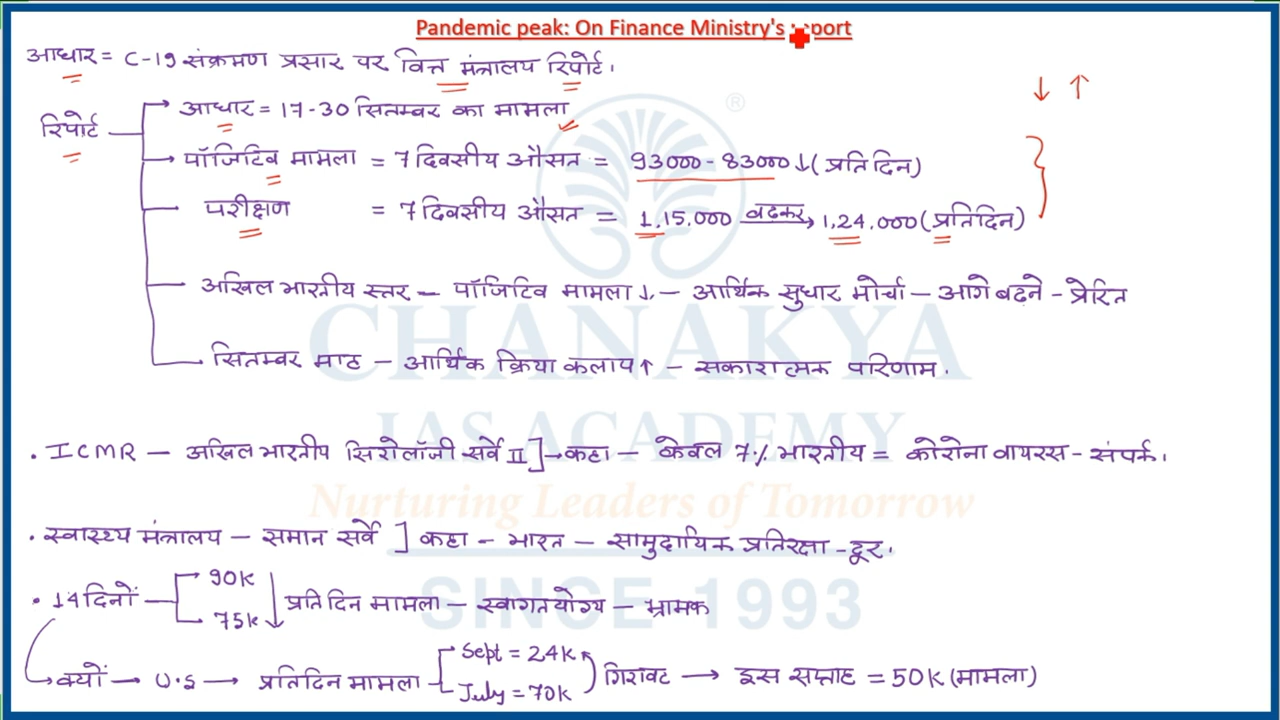 Pandemic peak: On Finance Ministry's report
आधार = C-19 संक्रमण प्रसार पर वित्त मंत्रालय रिपोर्ट।
रिपोर्ट
आधार = 17-30 सितम्बर का मामला
पॉजिटिव मामला = 7 दिवसीय औसत = 93000 - 83000 ↓ (प्रतिदिन)
परीक्षण = 7 दिवसीय औसत = 1,15,000 बढ़कर → 1,24,000 (प्रतिदिन)
अखिल भारतीय स्तर – पॉजिटिव मामला ↓ – आर्थिक सुधार मोर्चा – आगे बढ़ने – प्रेरित
सितम्बर माह – आर्थिक क्रिया कलाप ↑ – सकारात्मक परिणाम.
CHANAKYA
IAS ACADEMY
. ICMR – अखिल भारतीय सिरोलॉजी सर्वे II ] → कहा – केवल 7% भारतीय = कोरोना वायरस - संपर्क.
Nurturing Leaders of Tomorrow
. स्वास्थ्य मंत्रालय – समान सर्वे ] कहा – भारत – सामुदायिक प्रतिरक्षा – दूर.
SINCE 1993
. 14 दिनों 90K 75K ↓ प्रतिदिन मामला – स्वागतयोग्य – भ्रामक
क्यों → U.S → प्रतिदिन मामला Sept = 24K July = 70K गिरावट → इस सप्ताह = 50K (मामला)